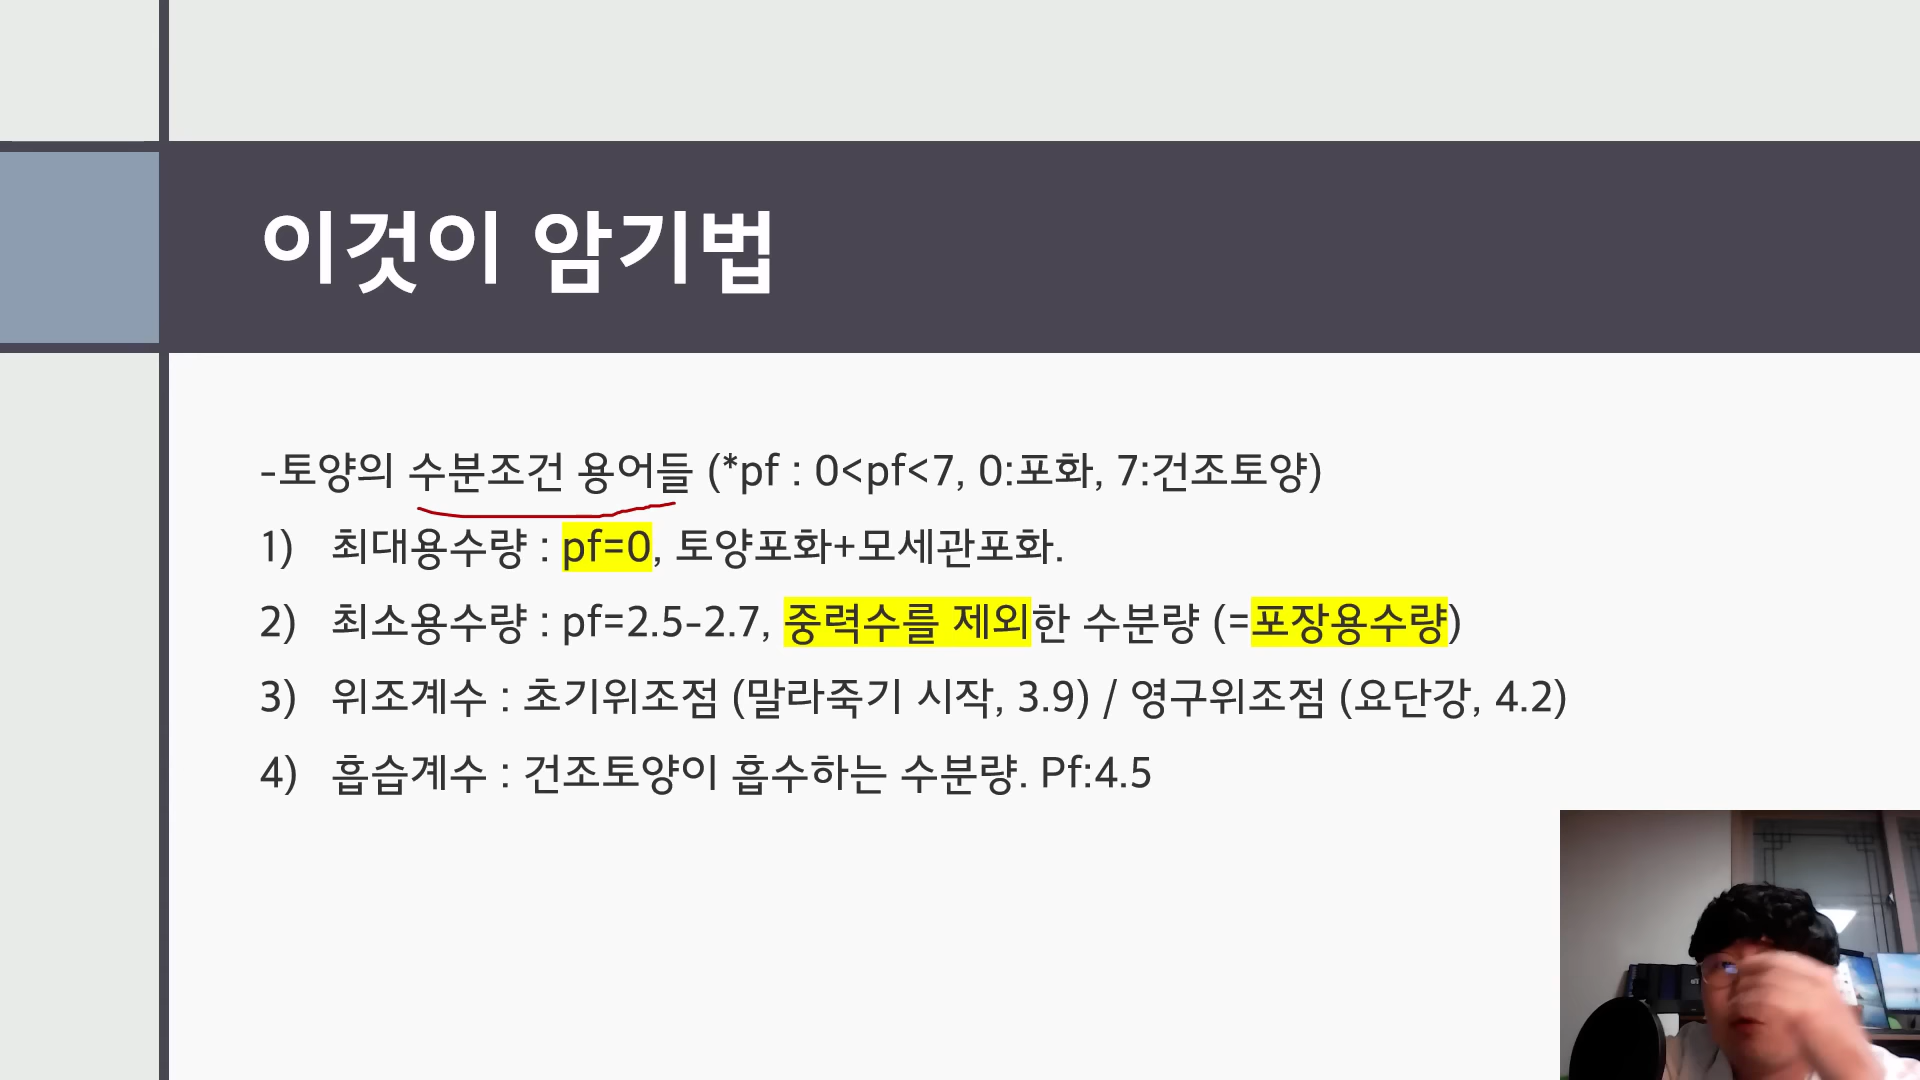 이것이 암기법
-토양의 수분조건 용어들 (*pf : 0<pf<7, 0:포화, 7:건조토양)
1) 최대용수량 : pf=0, 토양포화+모세관포화.
2) 최소용수량 : pf=2.5-2.7, 중력수를 제외한 수분량 (=포장용수량)
3) 위조계수 : 초기위조점 (말라죽기 시작, 3.9) / 영구위조점 (요단강, 4.2)
4) 흡습계수 : 건조토양이 흡수하는 수분량. Pf:4.5